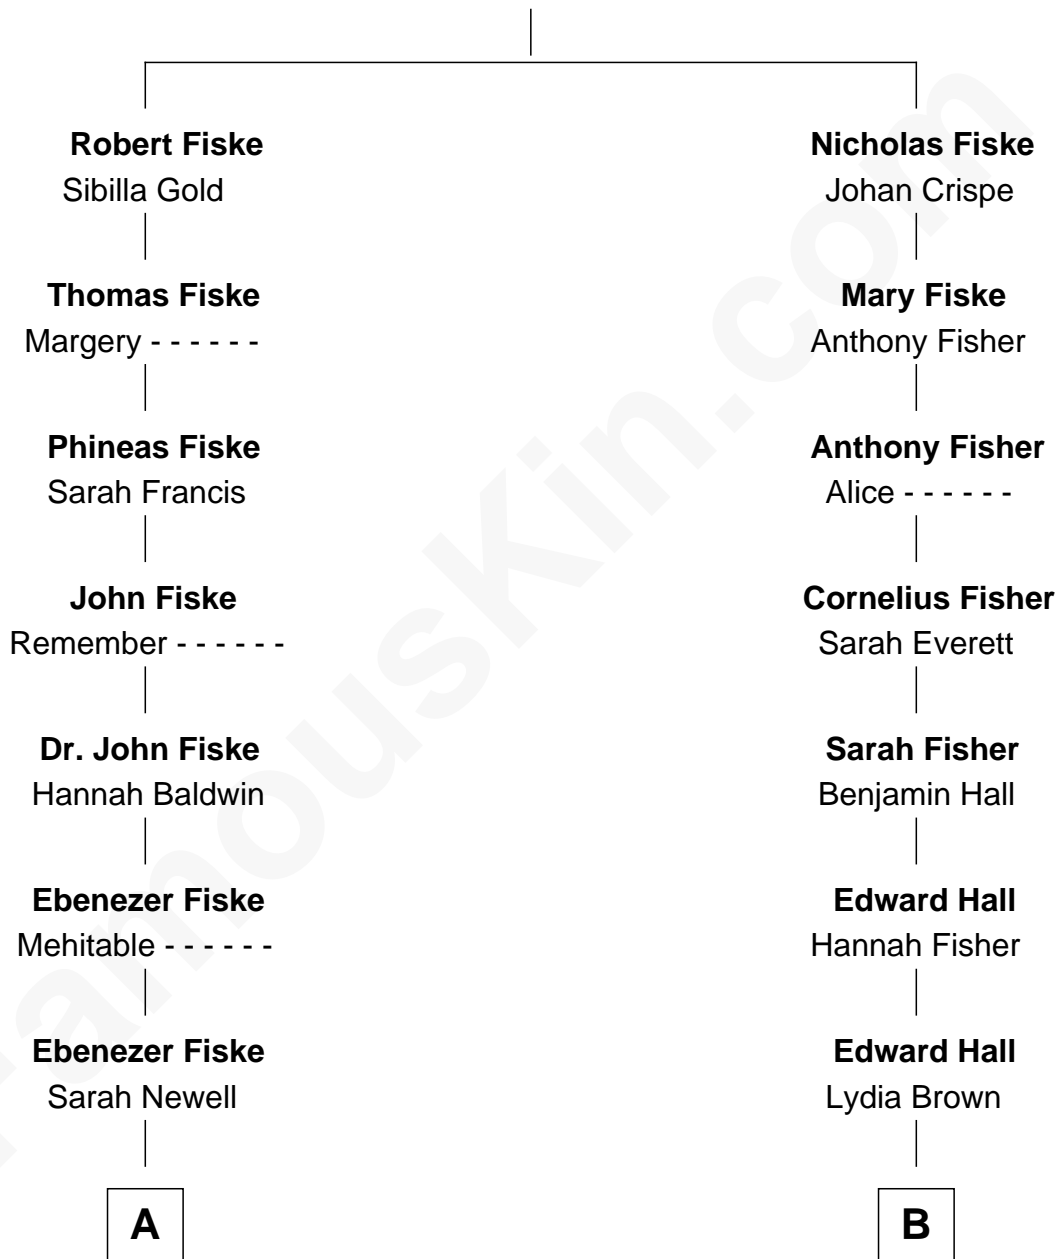 Robert Fiske
Sibilla Gold
Thomas Fiske
Margery - - - - - -
Phineas Fiske
Sarah Francis
John Fiske
Remember - - - - - -
Dr. John Fiske
Hannah Baldwin
Ebenezer Fiske
Mehitable - - - - - -
Ebenezer Fiske
Sarah Newell
A
Nicholas Fiske
Johan Crispe
Mary Fiske
Anthony Fisher
Anthony Fisher
Alice - - - - - -
Cornelius Fisher
Sarah Everett
Sarah Fisher
Benjamin Hall
Edward Hall
Hannah Fisher
Edward Hall
Lydia Brown
B
FamousKin.com